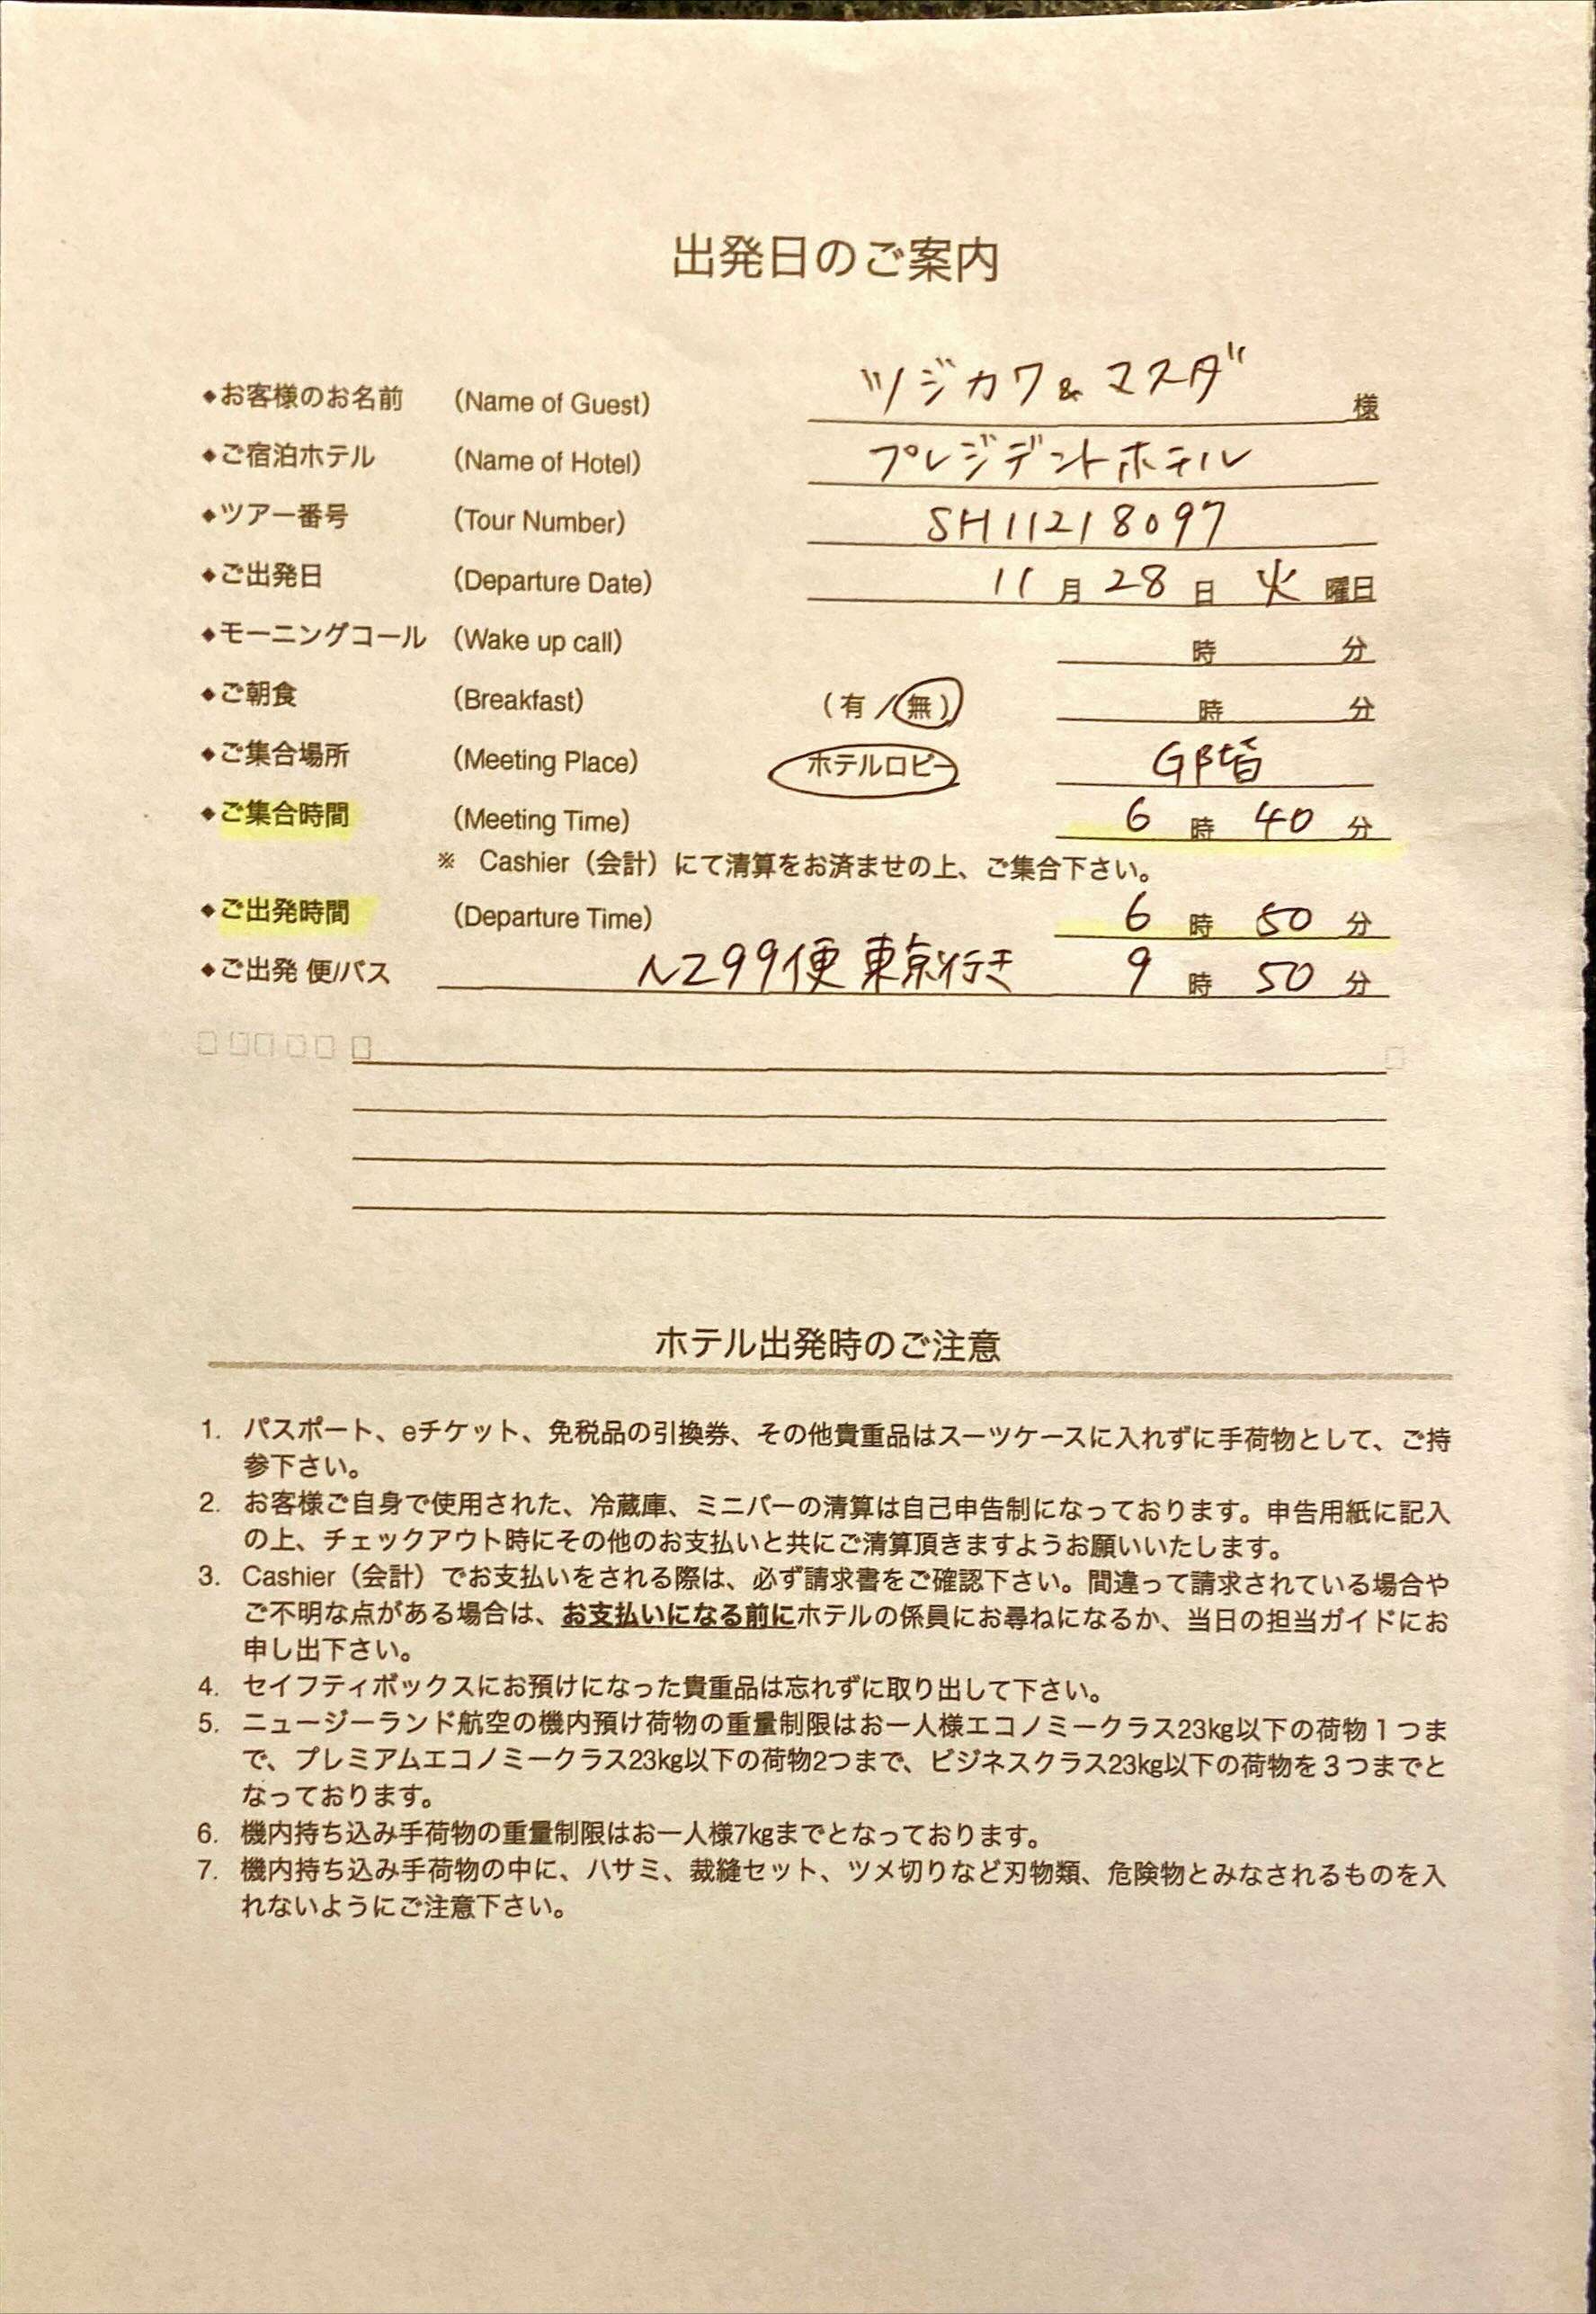 出発日のご案内
◆お客様のお名前 (Name of Guest) ツジカワ&マスダ 様
◆ご宿泊ホテル (Name of Hotel) プレジデントホテル
◆ツアー番号 (Tour Number) SH11218097
◆ご出発日 (Departure Date) 11 月 28 日 火 曜日
◆モーニングコール (Wake up call) 時 分
◆ご朝食 (Breakfast) (有/無) 時 分
◆ご集合場所 (Meeting Place) ホテルロビー G階
◆ご集合時間 (Meeting Time) 6 時 40 分
※ Cashier（会計）にて清算をお済ませの上、ご集合下さい。
◆ご出発時間 (Departure Time) 6 時 50 分
◆ご出発 便/バス NZ99便 東京行き 9 時 50 分
ホテル出発時のご注意
1. パスポート、eチケット、免税品の引換券、その他貴重品はスーツケースに入れずに手荷物として、ご持
参下さい。
2. お客様ご自身で使用された、冷蔵庫、ミニバーの清算は自己申告制になっております。申告用紙に記入
の上、チェックアウト時にその他のお支払いと共にご清算頂きますようお願いいたします。
3. Cashier（会計）でお支払いをされる際は、必ず請求書をご確認下さい。間違って請求されている場合や
ご不明な点がある場合は、お支払いになる前にホテルの係員にお尋ねになるか、当日の担当ガイドにお
申し出下さい。
4. セイフティボックスにお預けになった貴重品は忘れずに取り出して下さい。
5. ニュージーランド航空の機内預け荷物の重量制限はお一人様エコノミークラス23kg以下の荷物１つま
で、プレミアムエコノミークラス23kg以下の荷物2つまで、ビジネスクラス23kg以下の荷物を３つまでと
なっております。
6. 機内持ち込み手荷物の重量制限はお一人様7kgまでとなっております。
7. 機内持ち込み手荷物の中に、ハサミ、裁縫セット、ツメ切りなど刃物類、危険物とみなされるものを入
れないようにご注意下さい。